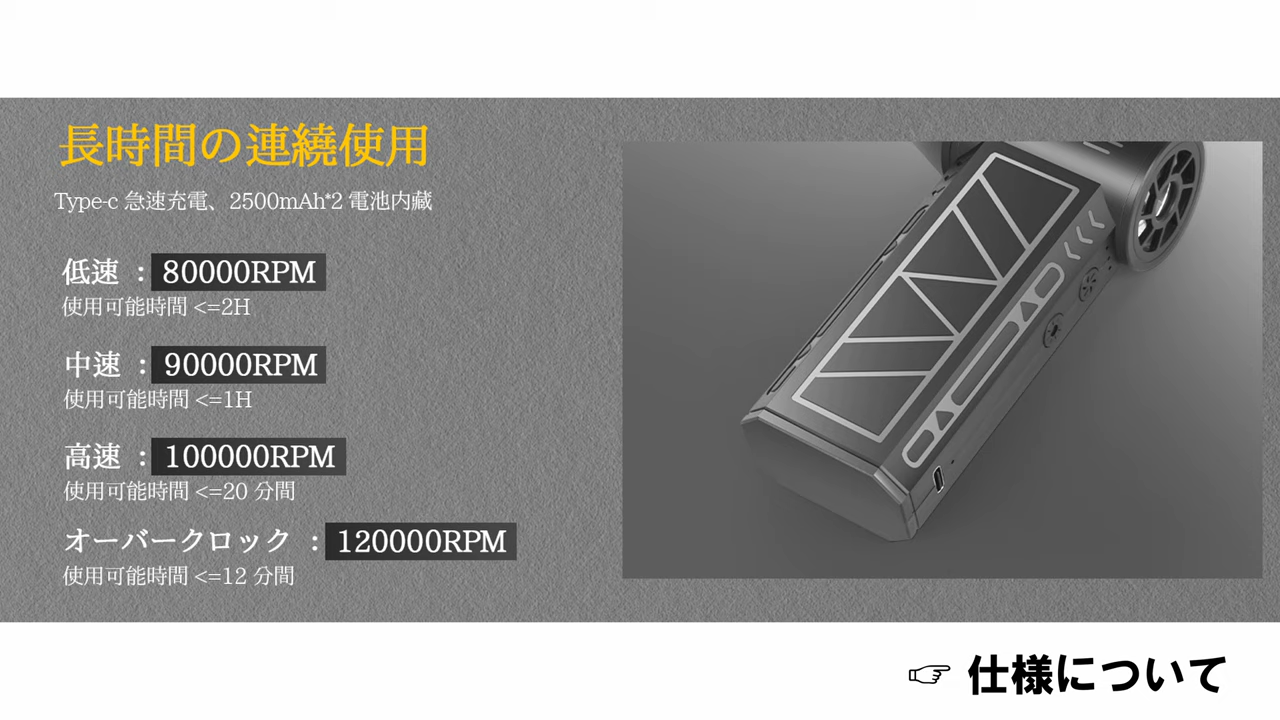 長時間の連繞使用
Type-c 急速充電、2500mAh*2 電池内蔵
低速 : 80000RPM
使用可能時間 <=2H
中速 : 90000RPM
使用可能時間 <=1H
高速 : 100000RPM
使用可能時間 <=20 分間
オーバークロック : 120000RPM
使用可能時間 <=12 分間
☞ 仕様について